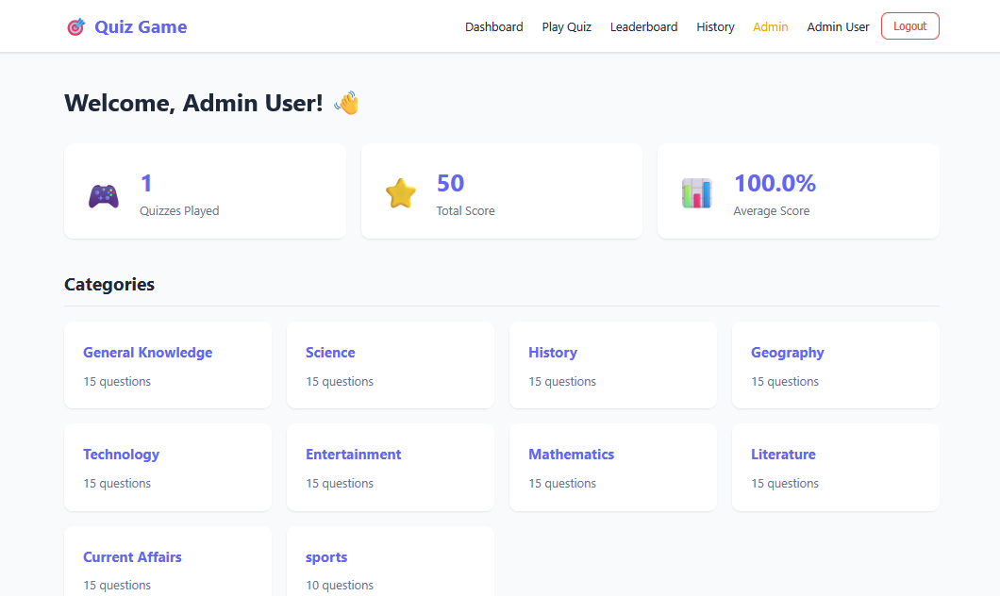 Quiz Game
Dashboard Play Quiz Leaderboard History Admin Admin User Logout
Welcome, Admin User!
1
Quizzes Played
50
Total Score
100.0%
Average Score
Categories
General Knowledge
15 questions
Science
15 questions
History
15 questions
Geography
15 questions
Technology
15 questions
Entertainment
15 questions
Mathematics
15 questions
Literature
15 questions
Current Affairs
15 questions
sports
10 questions